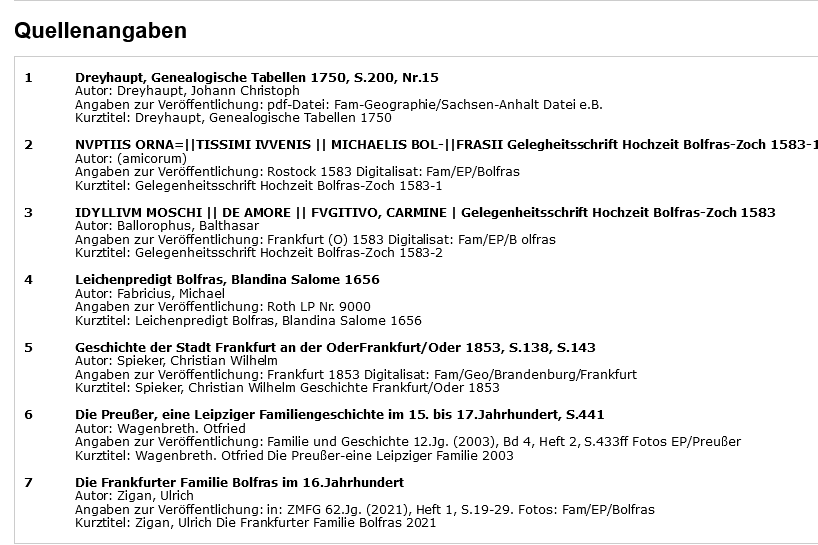 Quellenangaben
1 Dreyhaupt, Genealogische Tabellen 1750, S.200, Nr.15
Autor: Dreyhaupt, Johann Christoph
Angaben zur Veröffentlichung: pdf-Datei: Fam-Geographie/Sachsen-Anhalt Datei e.B.
Kurztitel: Dreyhaupt, Genealogische Tabellen 1750
2 NVPTIIS ORNA=||TISSIMI IVVENIS || MICHAELIS BOL-||FRASII Gelegheitsschrift Hochzeit Bolfras-Zoch 1583-1
Autor: (amicorum)
Angaben zur Veröffentlichung: Rostock 1583 Digitalisat: Fam/EP/Bolfras
Kurztitel: Gelegenheitsschrift Hochzeit Bolfras-Zoch 1583-1
3 IDYLLIVM MOSCHI || DE AMORE || FVGITIVO, CARMINE | Gelegenheitsschrift Hochzeit Bolfras-Zoch 1583
Autor: Ballorophus, Balthasar
Angaben zur Veröffentlichung: Frankfurt (O) 1583 Digitalisat: Fam/EP/B olfras
Kurztitel: Gelegenheitsschrift Hochzeit Bolfras-Zoch 1583-2
4 Leichenpredigt Bolfras, Blandina Salome 1656
Autor: Fabricius, Michael
Angaben zur Veröffentlichung: Roth LP Nr. 9000
Kurztitel: Leichenpredigt Bolfras, Blandina Salome 1656
5 Geschichte der Stadt Frankfurt an der OderFrankfurt/Oder 1853, S.138, S.143
Autor: Spieker, Christian Wilhelm
Angaben zur Veröffentlichung: Frankfurt 1853 Digitalisat: Fam/Geo/Brandenburg/Frankfurt
Kurztitel: Spieker, Christian Wilhelm Geschichte Frankfurt/Oder 1853
6 Die Preußer, eine Leipziger Familiengeschichte im 15. bis 17.Jahrhundert, S.441
Autor: Wagenbreth. Otfried
Angaben zur Veröffentlichung: Familie und Geschichte 12.Jg. (2003), Bd 4, Heft 2, S.433ff Fotos EP/Preußer
Kurztitel: Wagenbreth. Otfried Die Preußer-eine Leipziger Familie 2003
7 Die Frankfurter Familie Bolfras im 16.Jahrhundert
Autor: Zigan, Ulrich
Angaben zur Veröffentlichung: in: ZMFG 62.Jg. (2021), Heft 1, S.19-29. Fotos: Fam/EP/Bolfras
Kurztitel: Zigan, Ulrich Die Frankfurter Familie Bolfras 2021